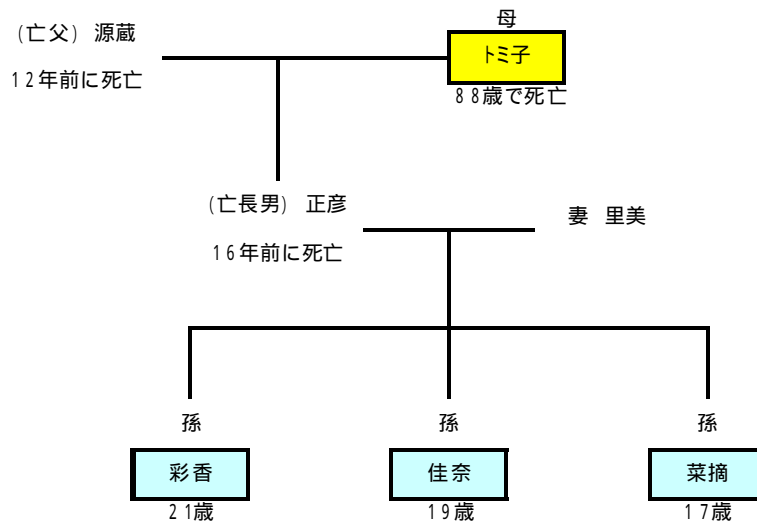 (亡父) 源蔵
母
トミ子
12年前に死亡
88歳で死亡
(亡長男) 正彦
妻 里美
16年前に死亡
孫 孫 孫
彩香 佳奈 菜摘
21歳 19歳 17歳